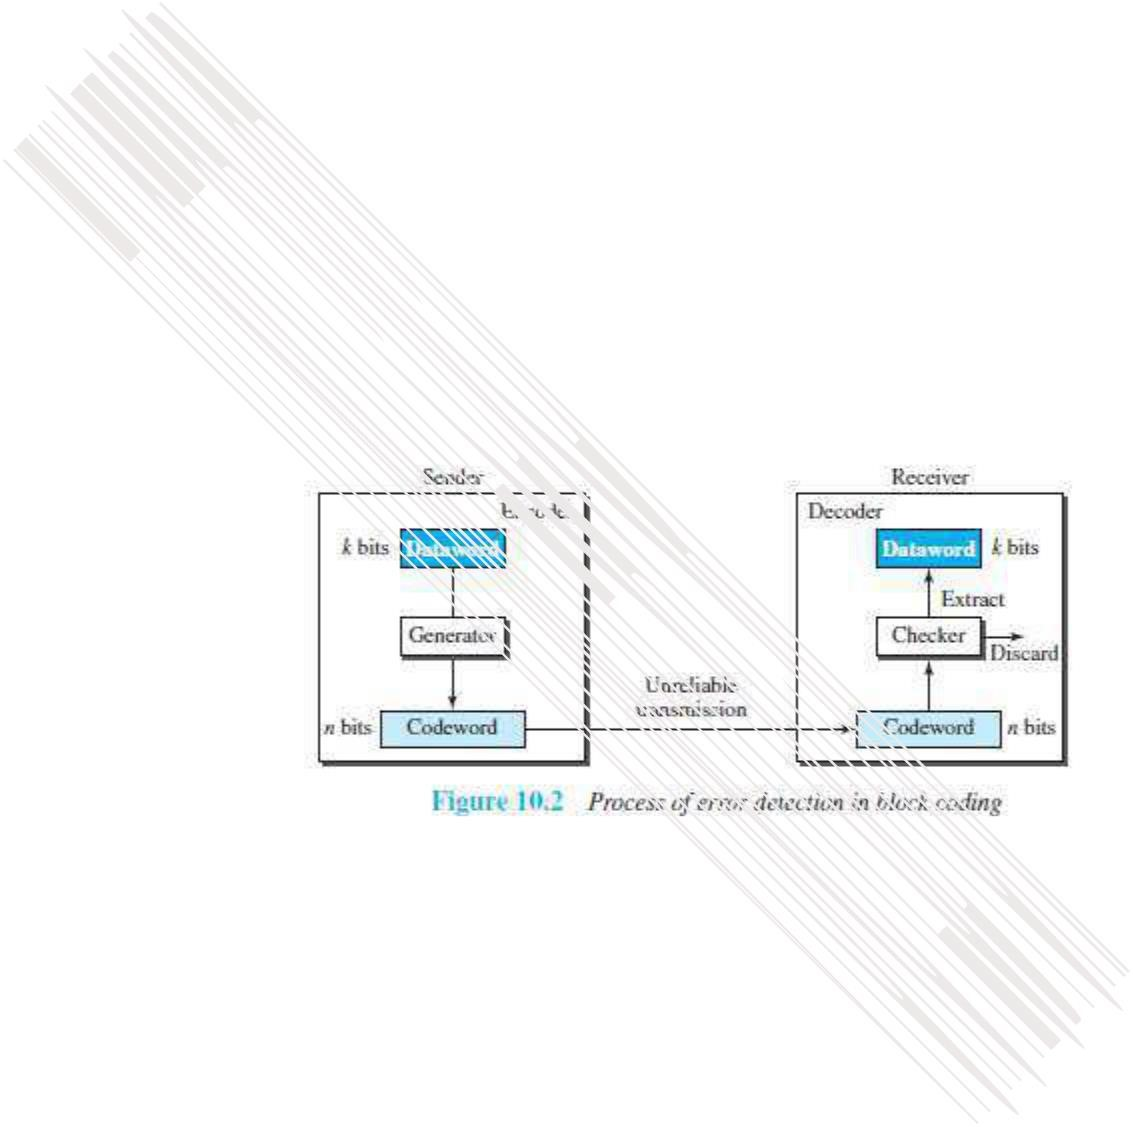 Sender
Encoder
k bits
Dataword
Generator
n bits
Codeword
Unreliable
transmission
Receiver
Decoder
Dataword
k bits
Extract
Checker
Discard
Codeword
n bits
Figure 10.2 Process of error detection in block coding